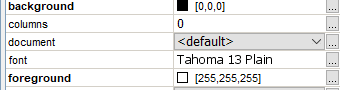 background [0,0,0] ...
columns 0 ...
document <default> ...
font Tahoma 13 Plain ...
foreground [255,255,255] ...